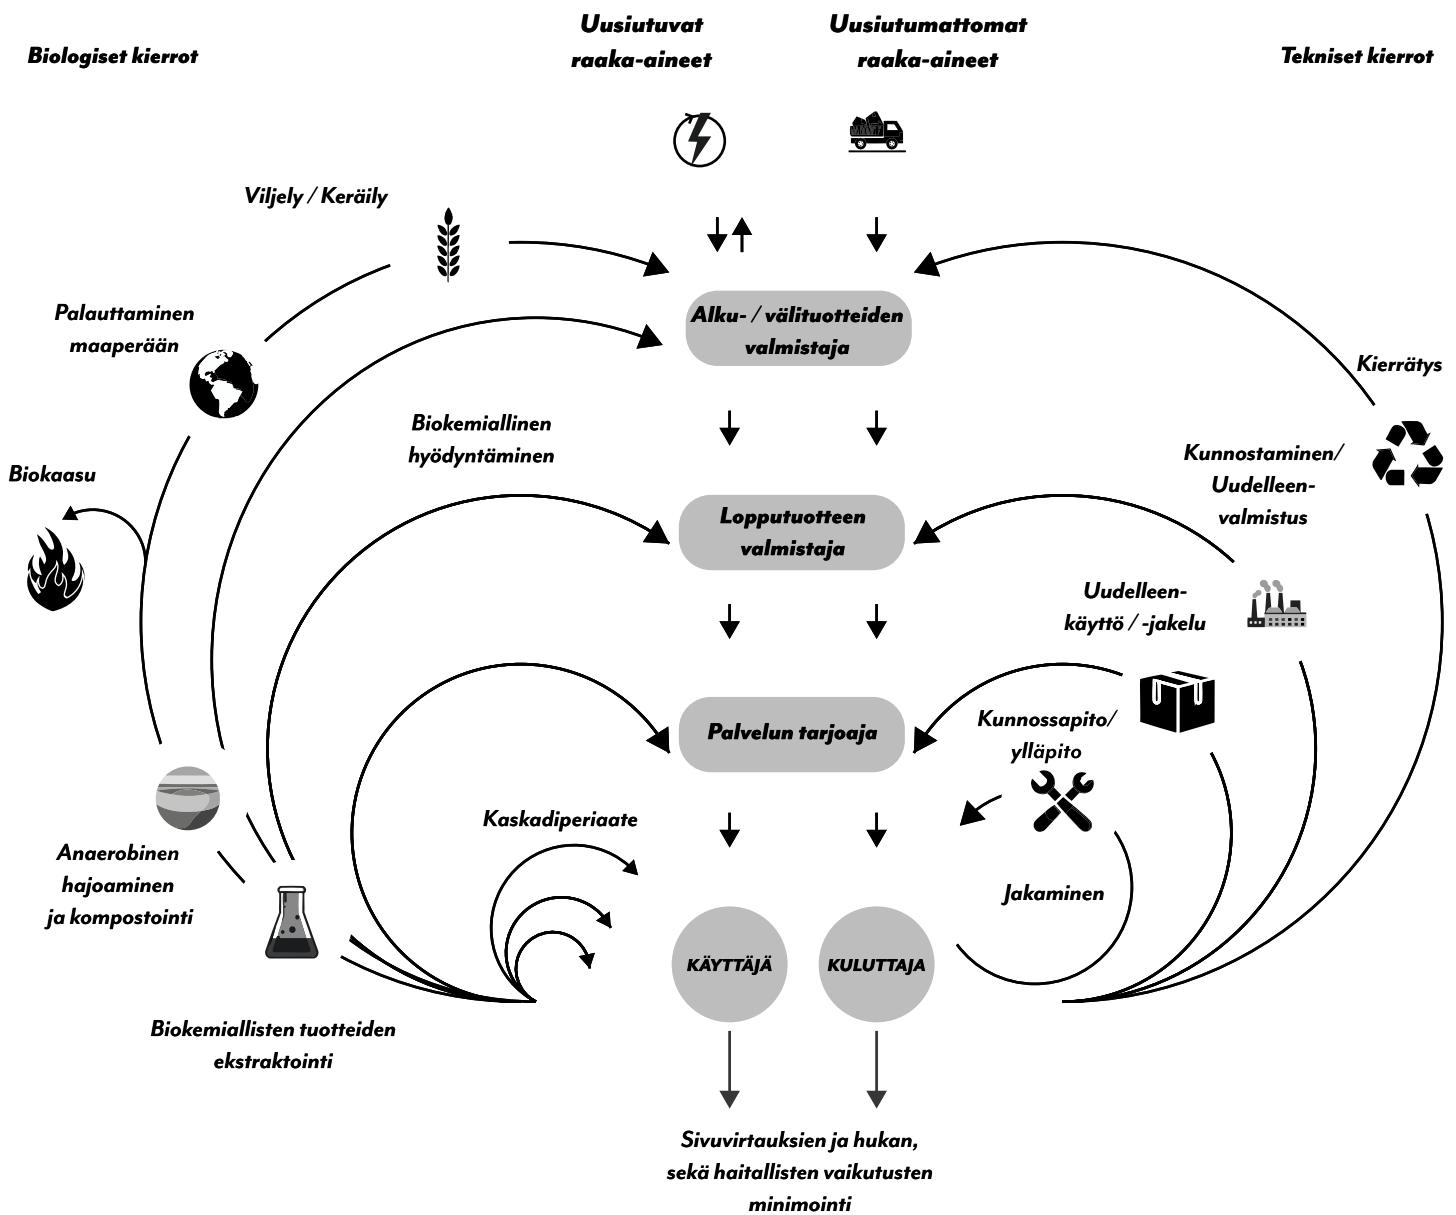 Biologiset kierrot
Uusiutuvat
raaka-aineet
Uusiutumattomat
raaka-aineet
Tekniset kierrot
Viljely / Keräily
Palauttaminen
maaperään
Biokaasu
Anaerobinen
hajoaminen
ja kompostointi
Biokemiallisten tuotteiden
ekstraktointi
Biokemiallinen
hyödyntäminen
Kaskadiperiaate
Alku- / välituotteiden
valmistaja
Lopputuotteen
valmistaja
Palvelun tarjoaja
KÄYTTÄJÄ
KULUTTAJA
Sivuvirtauksien ja hukan,
sekä haitallisten vaikutusten
minimointi
Kierrätys
Kunnostaminen/
Uudelleen-
valmistus
Uudelleen-
käyttö / -jakelu
Kunnossapito/
ylläpito
Jakaminen